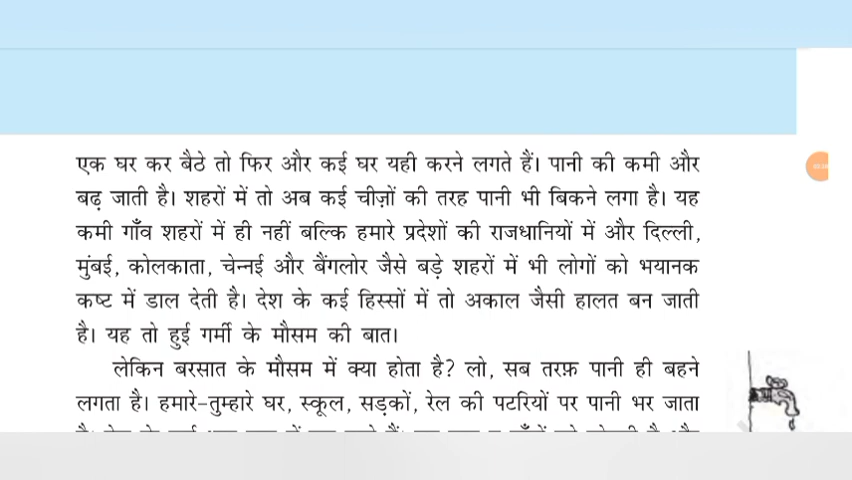 एक घर कर बैठे तो फिर और कई घर यही करने लगते हैं। पानी की कमी और
बढ़ जाती है। शहरों में तो अब कई चीज़ों की तरह पानी भी बिकने लगा है। यह
कमी गाँव शहरों में ही नहीं बल्कि हमारे प्रदेशों की राजधानियों में और दिल्ली,
मुंबई, कोलकाता, चेन्नई और बैंगलोर जैसे बड़े शहरों में भी लोगों को भयानक
कष्ट में डाल देती है। देश के कई हिस्सों में तो अकाल जैसी हालत बन जाती
है। यह तो हुई गर्मी के मौसम की बात।
लेकिन बरसात के मौसम में क्या होता है? लो, सब तरफ़ पानी ही बहने
लगता है। हमारे-तुम्हारे घर, स्कूल, सड़कों, रेल की पटरियों पर पानी भर जाता